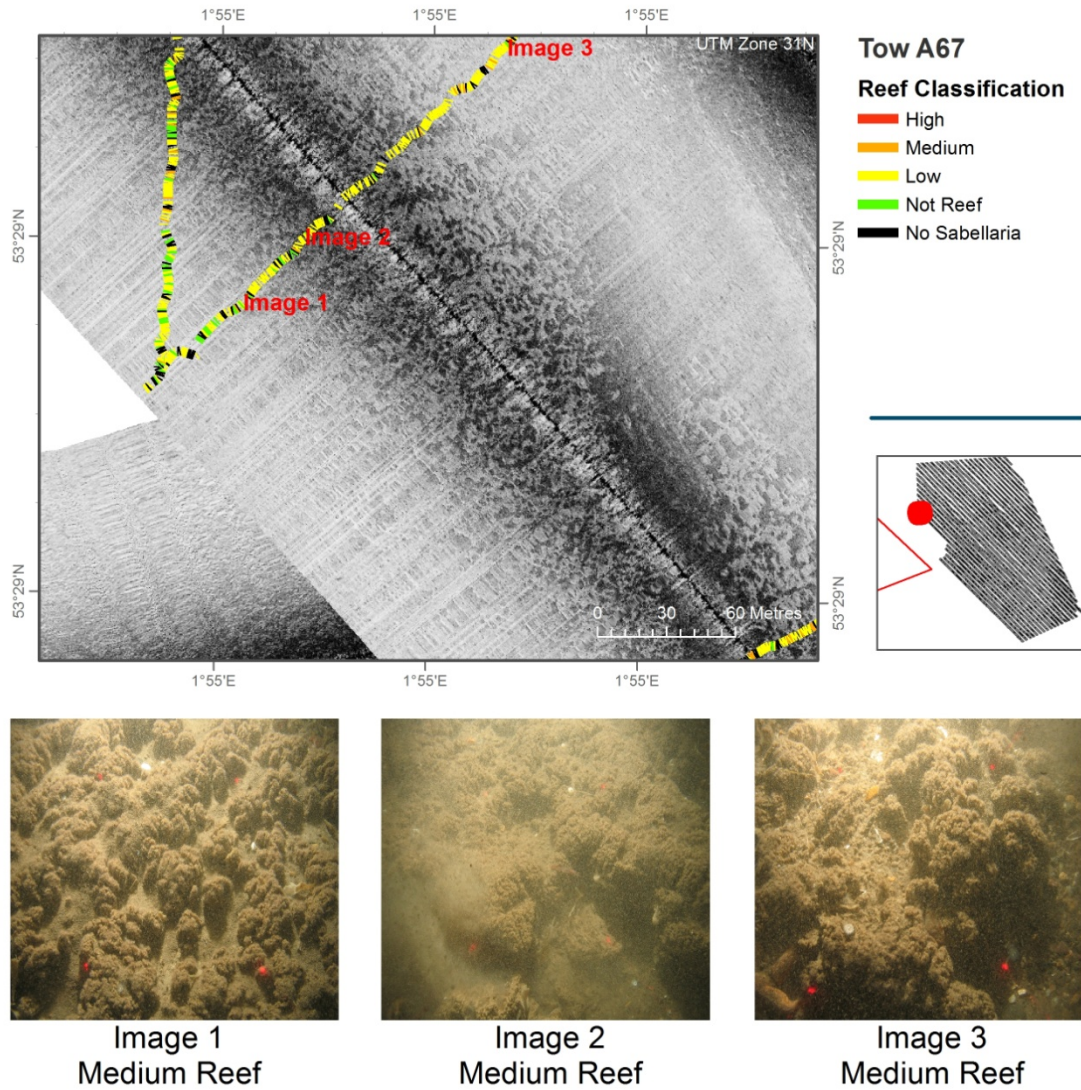 1°55'E 1°55'E 1°55'E
UTM Zone 31N
Image 3
Image 2
Image 1
53°29'N
53°29'N
53°29'N
53°29'N
0 30 60 Metres
1°55'E 1°55'E 1°55'E
Tow A67
Reef Classification
High
Medium
Low
Not Reef
No Sabellaria
Image 1
Medium Reef
Image 2
Medium Reef
Image 3
Medium Reef